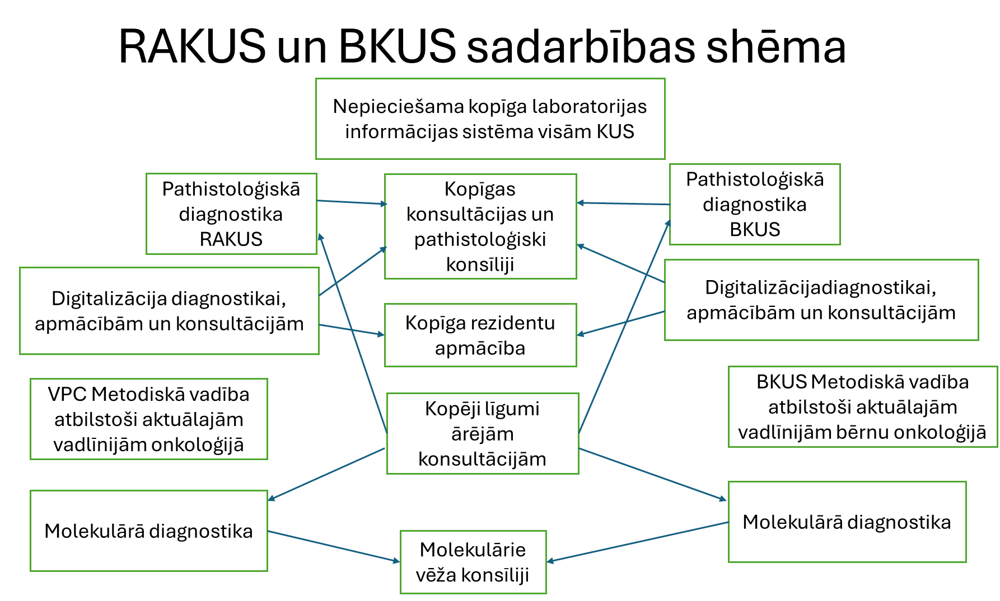 RAKUS un BKUS sadarbības shēma
Nepieciešama kopīga laboratorijas
informācijas sistēma visām KUS
Pathistoloģiskā
diagnostika
RAKUS
Kopīgas
konsultācijas un
pathistoloģiski
konsīliji
Pathistoloģiskā
diagnostika
BKUS
Digitalizācija diagnostikai,
apmācībām un konsultācijām
Kopīga rezidentu
apmācība
Digitalizācijadiagnostikai,
apmācībām un konsultācijām
VPC Metodiskā vadība
atbilstoši aktuālajām
vadlīnijām onkoloģijā
Kopēji līgumi
ārējām
konsultācijām
BKUS Metodiskā vadība
atbilstoši aktuālajām
vadlīnijām bērnu onkoloģijā
Molekulārā diagnostika
Molekulārie
vēža konsīliji
Molekulārā diagnostika